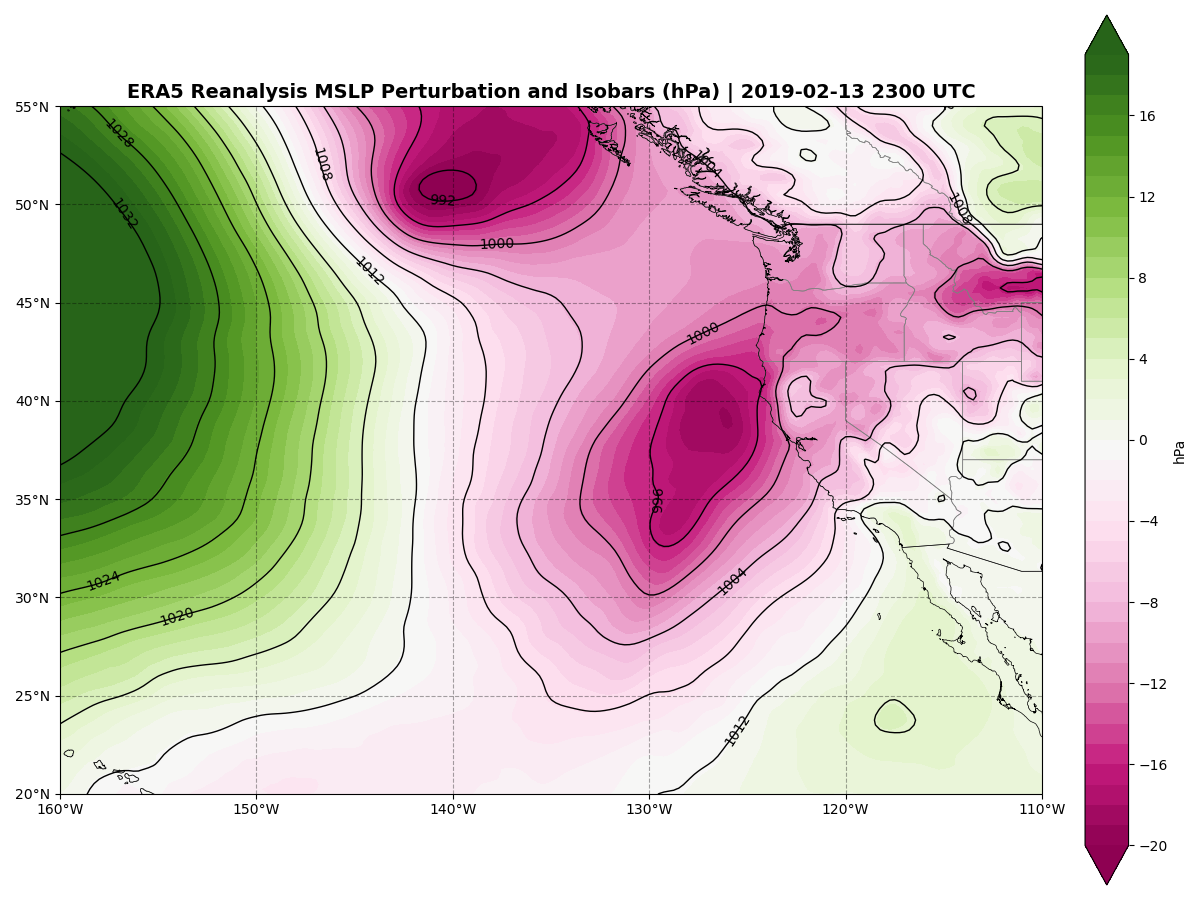 ERA5 Reanalysis MSLP Perturbation and Isobars (hPa) | 2019-02-13 2300 UTC
55°N
50°N
45°N
40°N
35°N
30°N
25°N
20°N
160°W
150°W
140°W
130°W
120°W
110°W
1028
1032
1008
1012
992
1000
1004
1008
1000
996
1004
1024
1020
1012
16
12
8
4
0
−4
−8
−12
−16
−20
hPa